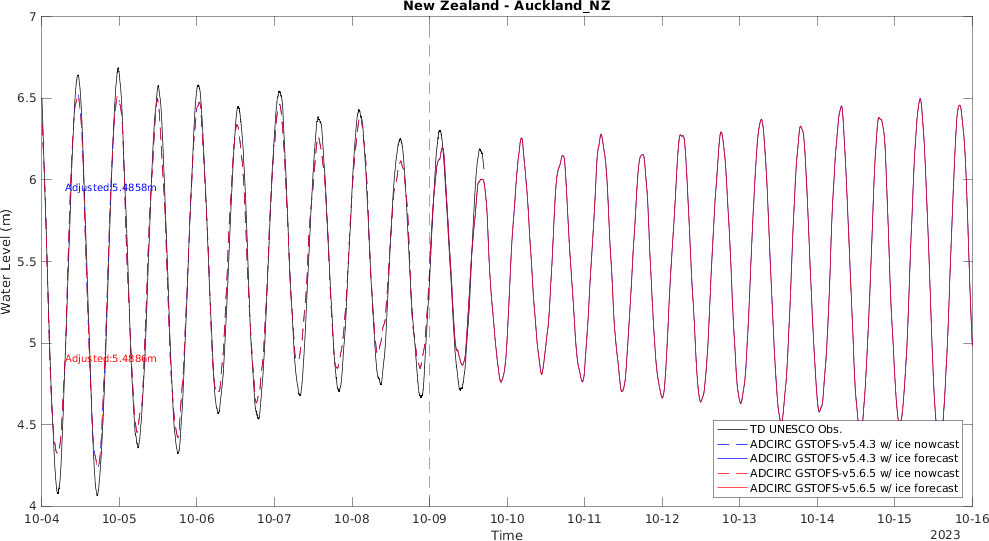 New Zealand - Auckland_NZ
7
6.5
6
5.5
5
4.5
4
Water Level (m)
Adjusted:5.4858m
Adjusted:5.4886m
TD UNESCO Obs.
ADCIRC GSTOFS-v5.4.3 w/ ice nowcast
ADCIRC GSTOFS-v5.4.3 w/ ice forecast
ADCIRC GSTOFS-v5.6.5 w/ ice nowcast
ADCIRC GSTOFS-v5.6.5 w/ ice forecast
10-04 10-05 10-06 10-07 10-08 10-09 10-10 10-11 10-12 10-13 10-14 10-15 10-16
Time
2023